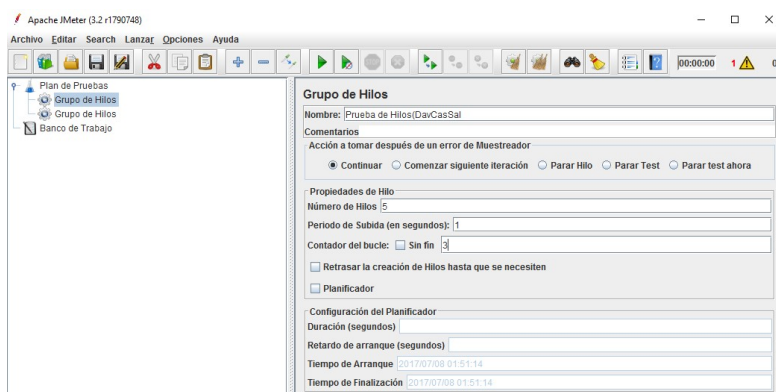 Apache JMeter (3.2 r1790748)
Archivo Editar Search Lanzar Opciones Ayuda
00:00:00 1 0
Plan de Pruebas
Grupo de Hilos
Grupo de Hilos
Banco de Trabajo
Grupo de Hilos
Nombre: Prueba de Hilos(DavCasSal
Comentarios
Acción a tomar después de un error de Muestreador
Continuar Comenzar siguiente iteración Parar Hilo Parar Test Parar test ahora
Propiedades de Hilo
Número de Hilos 5
Periodo de Subida (en segundos): 1
Contador del bucle: Sin fin 3
Retrasar la creación de Hilos hasta que se necesiten
Planificador
Configuración del Planificador
Duración (segundos)
Retardo de arranque (segundos)
Tiempo de Arranque 2017/07/08 01:51:14
Tiempo de Finalización 2017/07/08 01:51:14